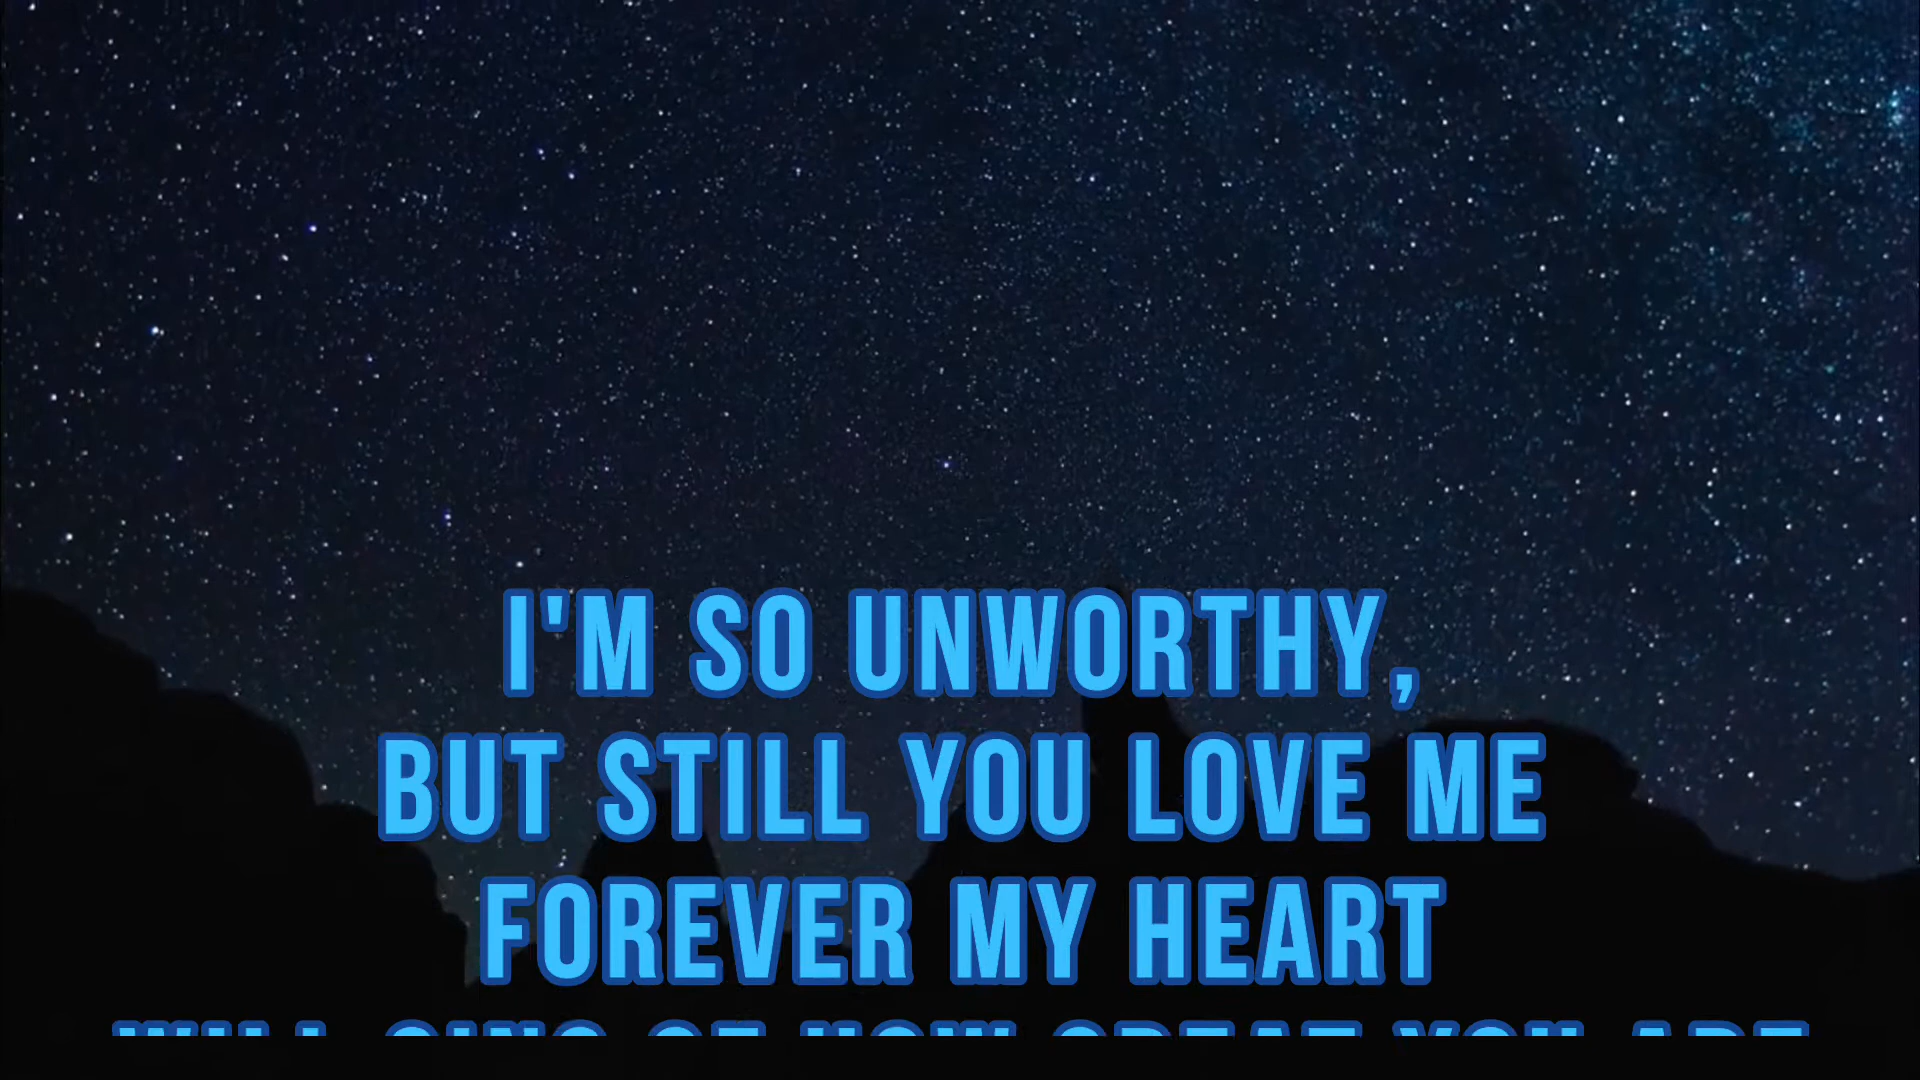 I'M SO UNWORTHY,
BUT STILL YOU LOVE ME
FOREVER MY HEART
WILL SING OF HOW GREAT YOU ARE